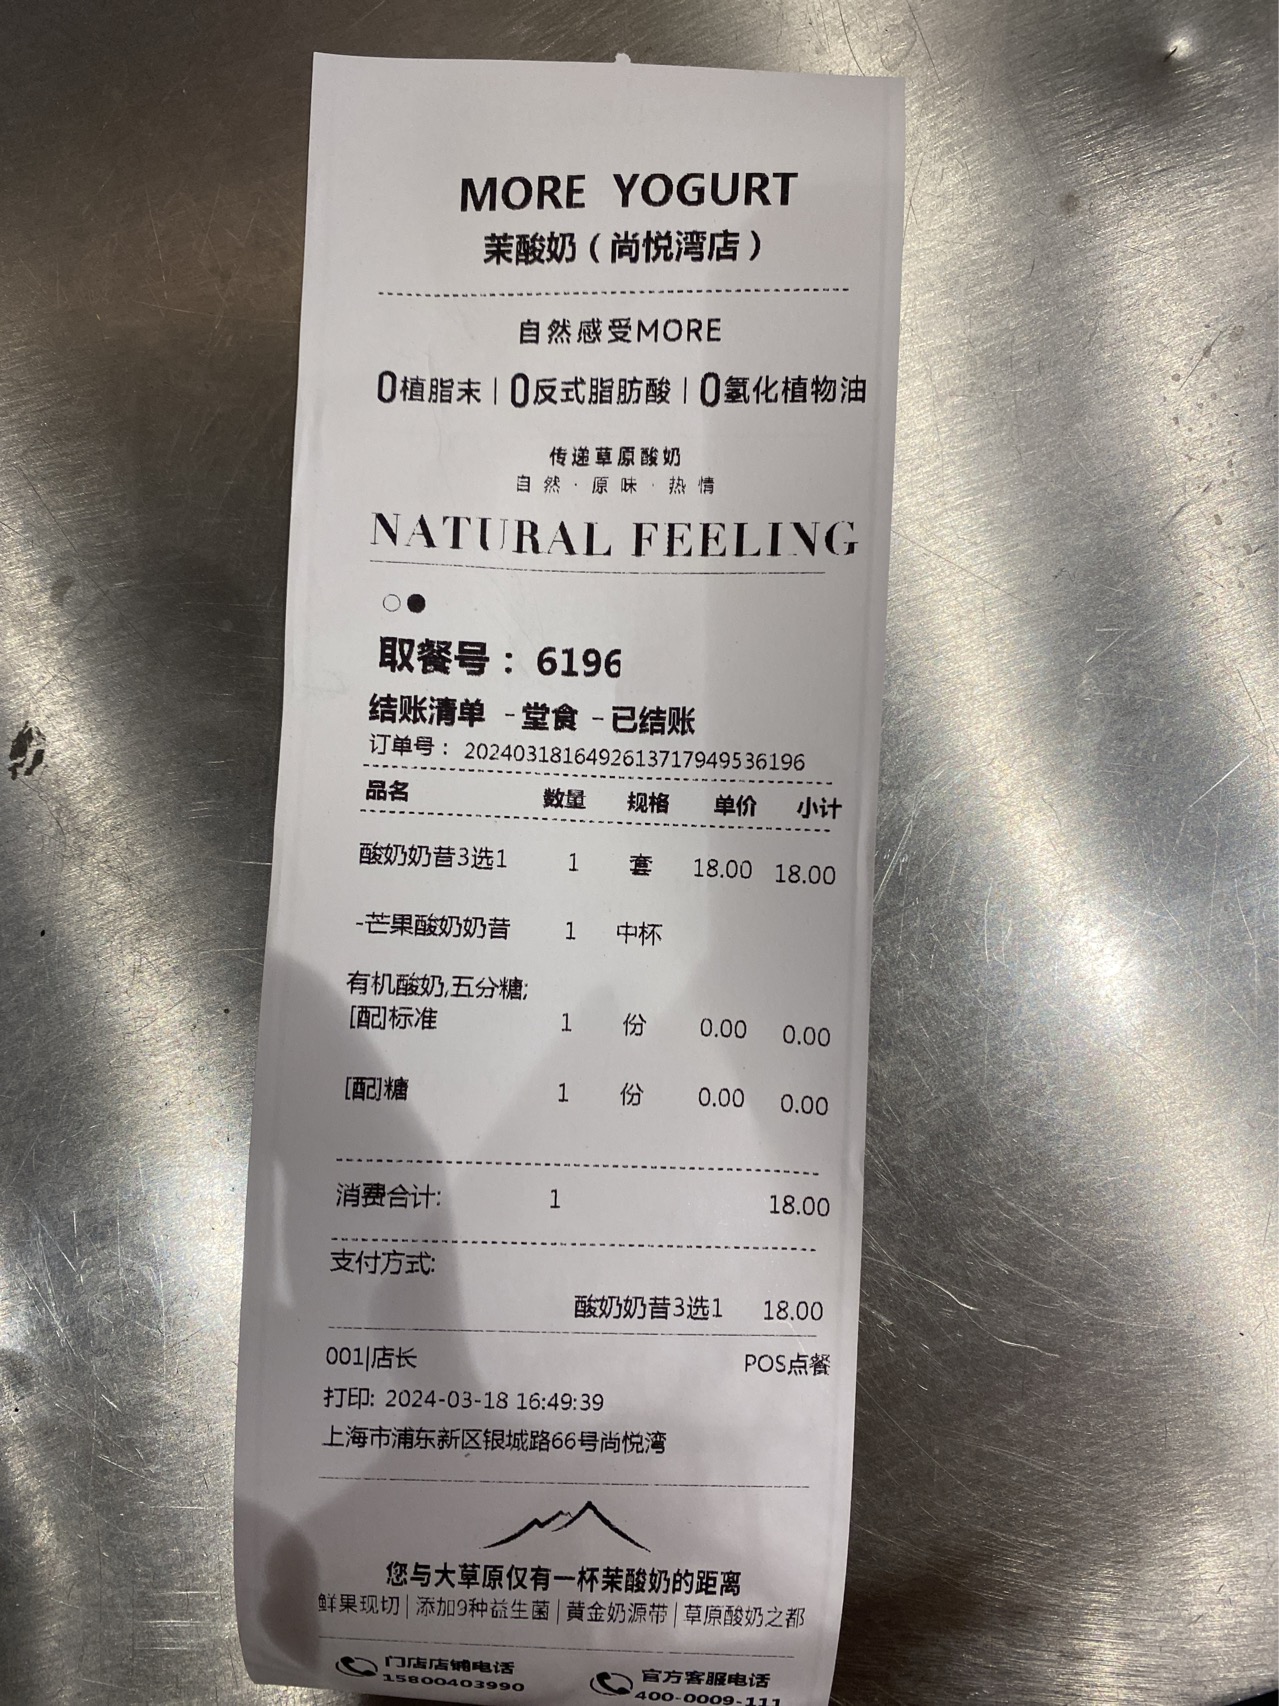 MORE YOGURT
茉酸奶（尚悦湾店）
自然感受MORE
0植脂末|0反式脂肪酸|0氢化植物油
传递草原酸奶
自然·原味·热情
NATURAL FEELING
取餐号：6196
结账清单 -堂食 -已结账
订单号：2024031816492613717949536196
品名 数量 规格 单价 小计
酸奶奶昔3选1 1 套 18.00 18.00
-芒果酸奶奶昔 1 中杯
有机酸奶,五分糖;
[配]标准 1 份 0.00 0.00
[配]糖 1 份 0.00 0.00
消费合计: 1 18.00
支付方式:
酸奶奶昔3选1 18.00
001|店长 POS点餐
打印: 2024-03-18 16:49:39
上海市浦东新区银城路66号尚悦湾
您与大草原仅有一杯茉酸奶的距离
鲜果现切|添加9种益生菌|黄金奶源带|草原酸奶之都
门店店铺电话 官方客服电话
15800403990 400-0009-111